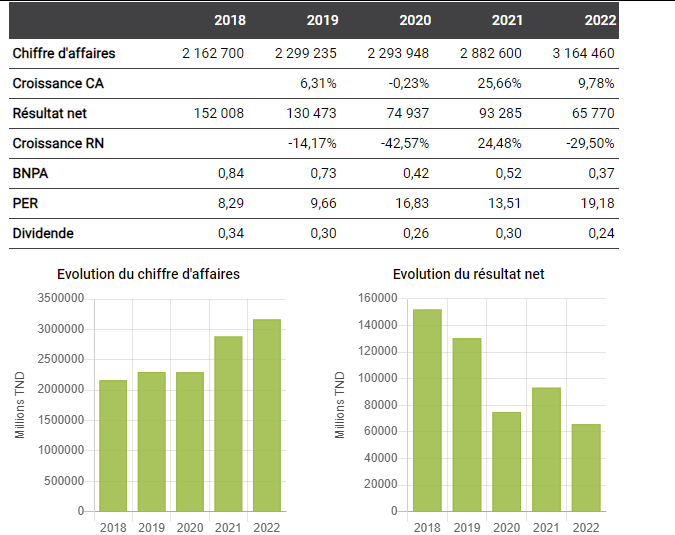 2018 2019 2020 2021 2022
Chiffre d'affaires 2 162 700 2 299 235 2 293 948 2 882 600 3 164 460
Croissance CA 6,31% -0,23% 25,66% 9,78%
Résultat net 152 008 130 473 74 937 93 285 65 770
Croissance RN -14,17% -42,57% 24,48% -29,50%
BNPA 0,84 0,73 0,42 0,52 0,37
PER 8,29 9,66 16,83 13,51 19,18
Dividende 0,34 0,30 0,26 0,30 0,24
Evolution du chiffre d'affaires
Millions TND
3500000
3000000
2500000
2000000
1500000
1000000
500000
0
2018 2019 2020 2021 2022
Evolution du résultat net
Millions TND
160000
140000
120000
100000
80000
60000
40000
20000
0
2018 2019 2020 2021 2022